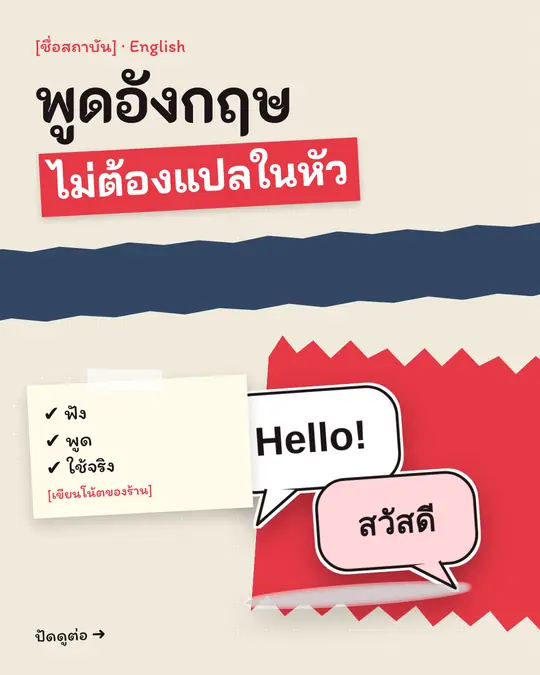 [ชื่อสถาบัน] · English
พูดอังกฤษ
ไม่ต้องแปลในหัว
✔ ฟัง
✔ พูด
✔ ใช้จริง
[เขียนโน้ตของร้าน]
Hello!
สวัสดี
ปัดดูต่อ ➜